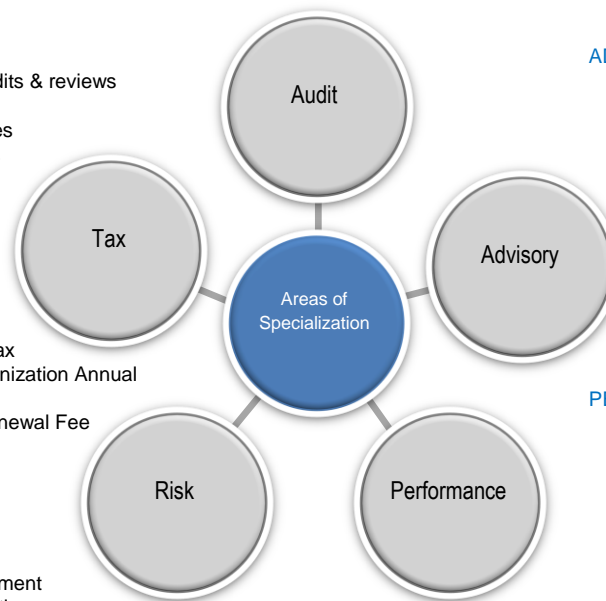 dits & reviews
es
ax
nization Annual
newal Fee
ment
Audit
Tax
Advisory
Areas of
Specialization
Risk
Performance